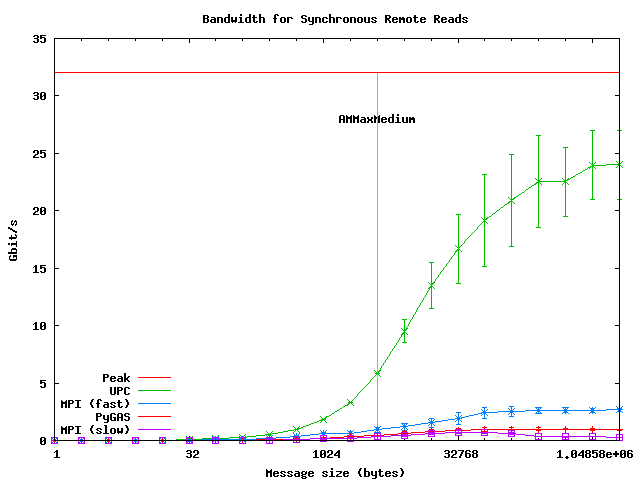 Bandwidth for Synchronous Remote Reads
35
30
AMMaxMedium
25
20
Gbit/s
15
10
5
0
Peak
UPC
MPI (fast)
PyGAS
MPI (slow)
1
32
1024
32768
1.04858e+06
Message size (bytes)